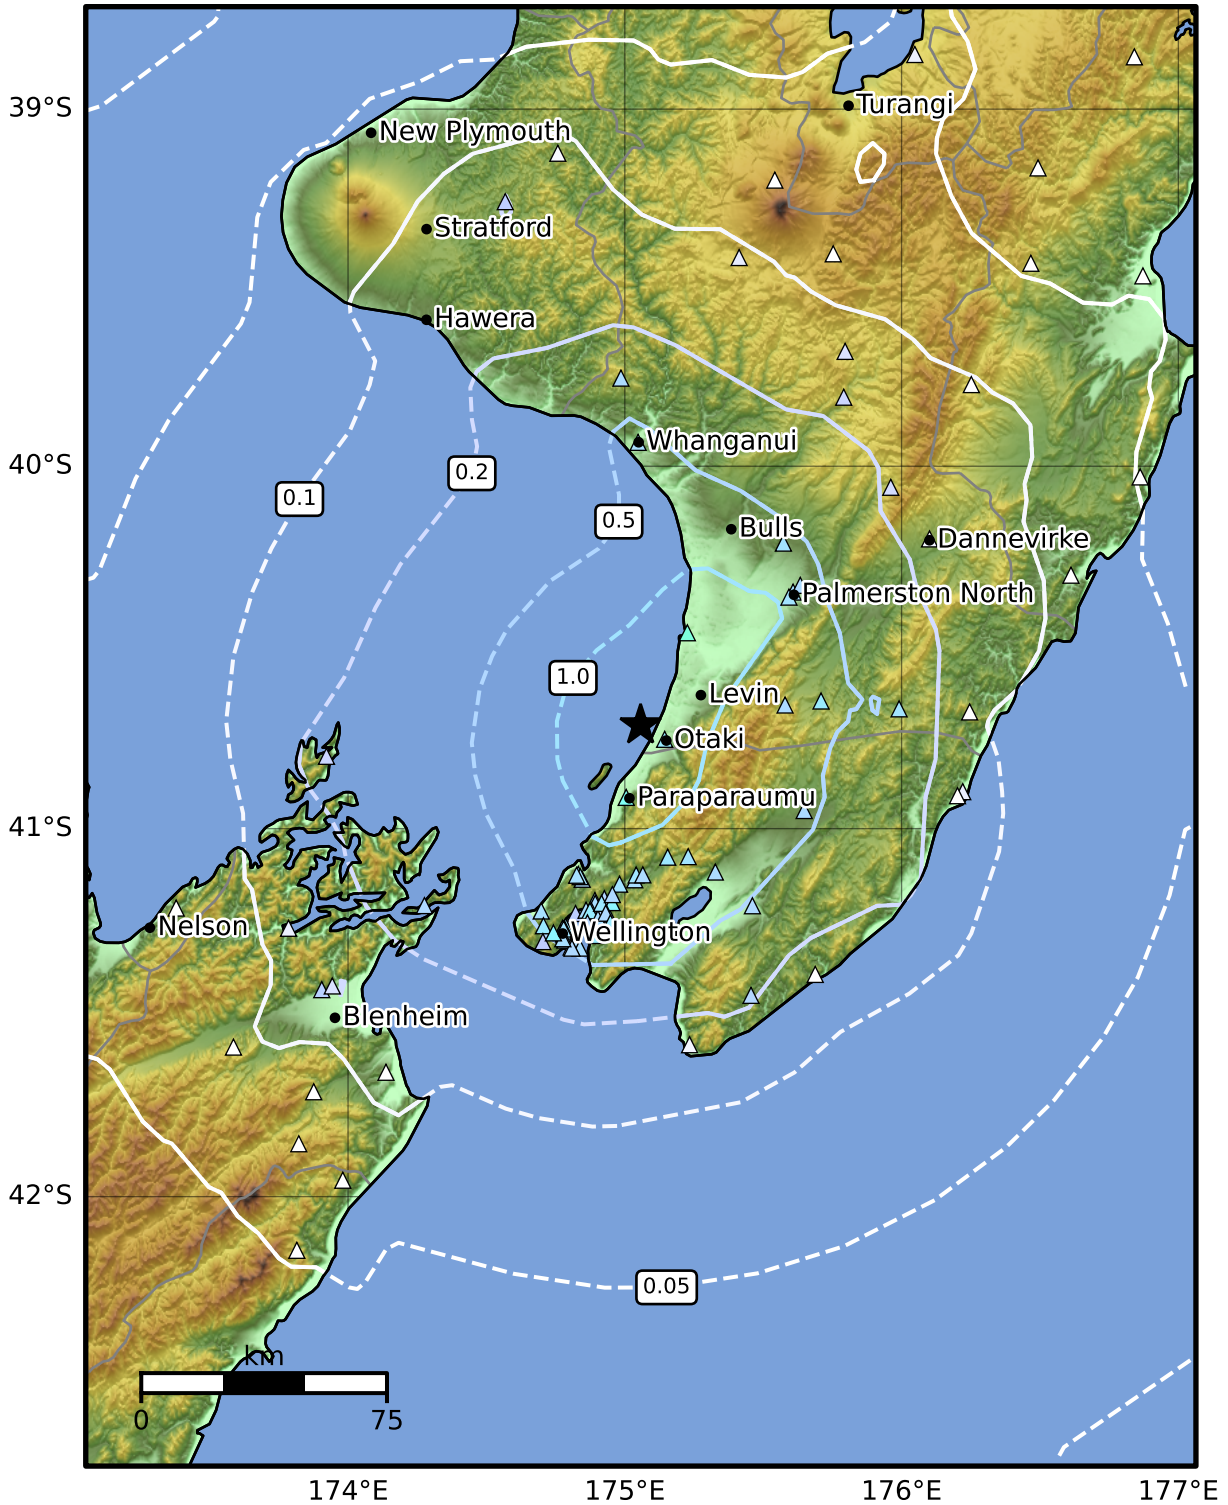 39°S
Turangi
New Plymouth
Stratford
Hawera
Whanganui
40°S
0.2
0.1
0.5
Bulls
Dannevirke
Palmerston North
1.0
Levin
Otaki
Paraparaumu
41°S
Nelson
Wellington
Blenheim
42°S
0.05
km
0
75
174°E
175°E
176°E
177°E